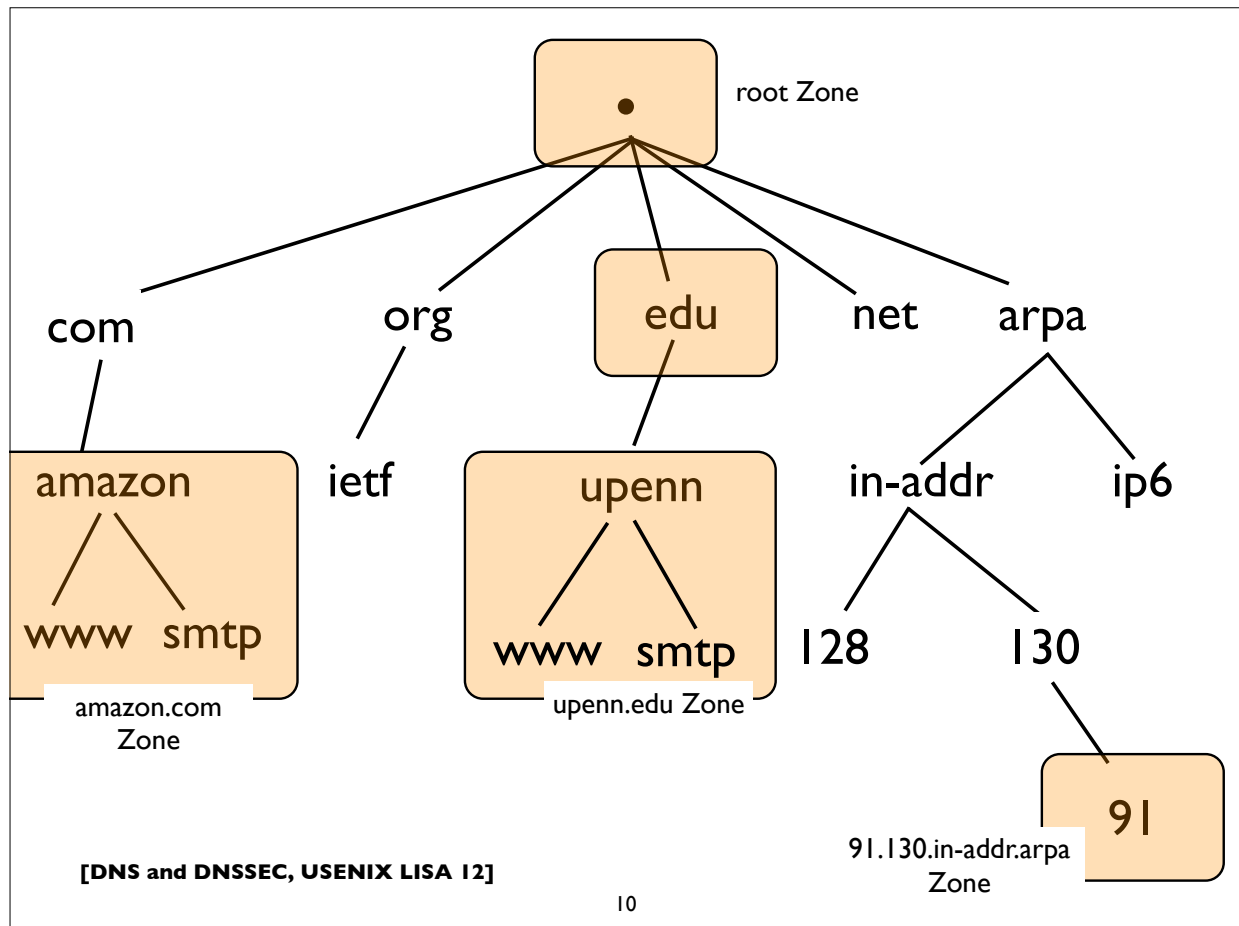 .
root Zone
com
org
edu
net
arpa
amazon
ietf
upenn
in-addr
ip6
www smtp
www smtp
128
130
amazon.com
Zone
upenn.edu Zone
91
91.130.in-addr.arpa
Zone
[DNS and DNSSEC, USENIX LISA 12]
10